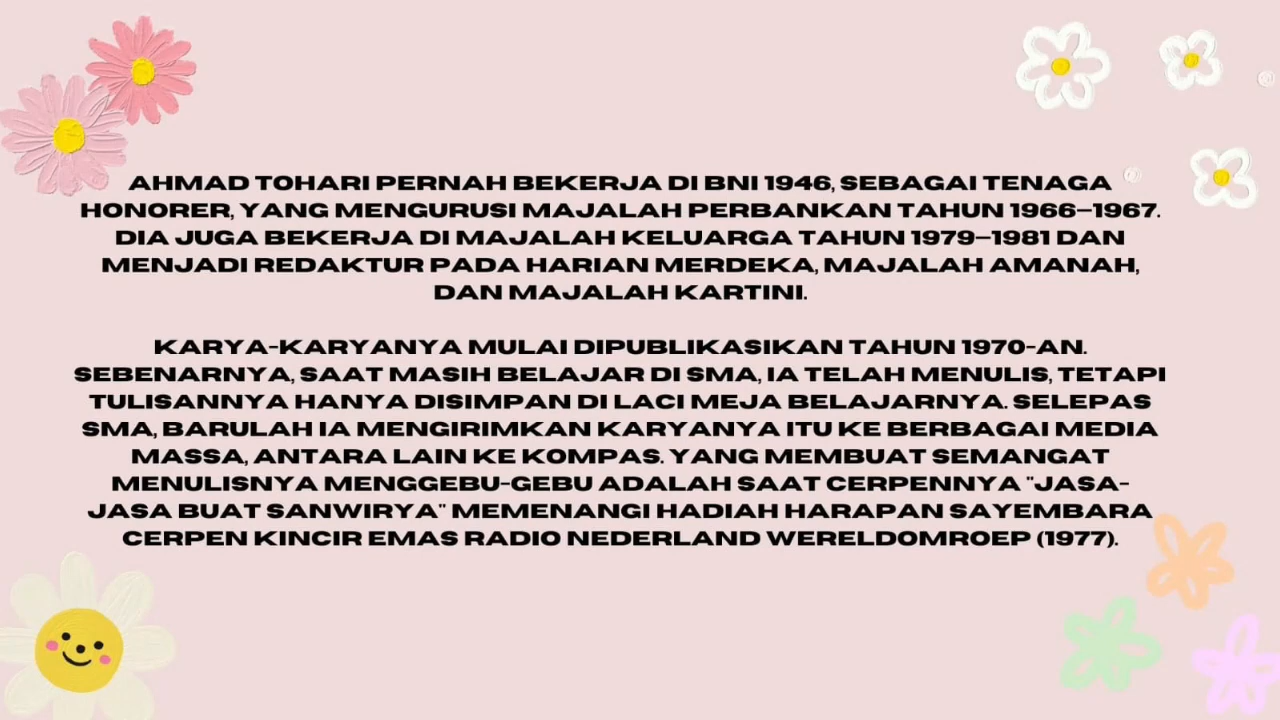 AHMAD TOHARI PERNAH BEKERJA DI BNI 1946, SEBAGAI TENAGA
HONORER, YANG MENGURUSI MAJALAH PERBANKAN TAHUN 1966–1967.
DIA JUGA BEKERJA DI MAJALAH KELUARGA TAHUN 1979–1981 DAN
MENJADI REDAKTUR PADA HARIAN MERDEKA, MAJALAH AMANAH,
DAN MAJALAH KARTINI.
KARYA-KARYANYA MULAI DIPUBLIKASIKAN TAHUN 1970-AN.
SEBENARNYA, SAAT MASIH BELAJAR DI SMA, IA TELAH MENULIS, TETAPI
TULISANNYA HANYA DISIMPAN DI LACI MEJA BELAJARNYA. SELEPAS
SMA, BARULAH IA MENGIRIMKAN KARYANYA ITU KE BERBAGAI MEDIA
MASSA, ANTARA LAIN KE KOMPAS. YANG MEMBUAT SEMANGAT
MENULISNYA MENGGEBU-GEBU ADALAH SAAT CERPENNYA "JASA-
JASA BUAT SANWIRYA" MEMENANGI HADIAH HARAPAN SAYEMBARA
CERPEN KINCIR EMAS RADIO NEDERLAND WERELDOMROEP (1977).